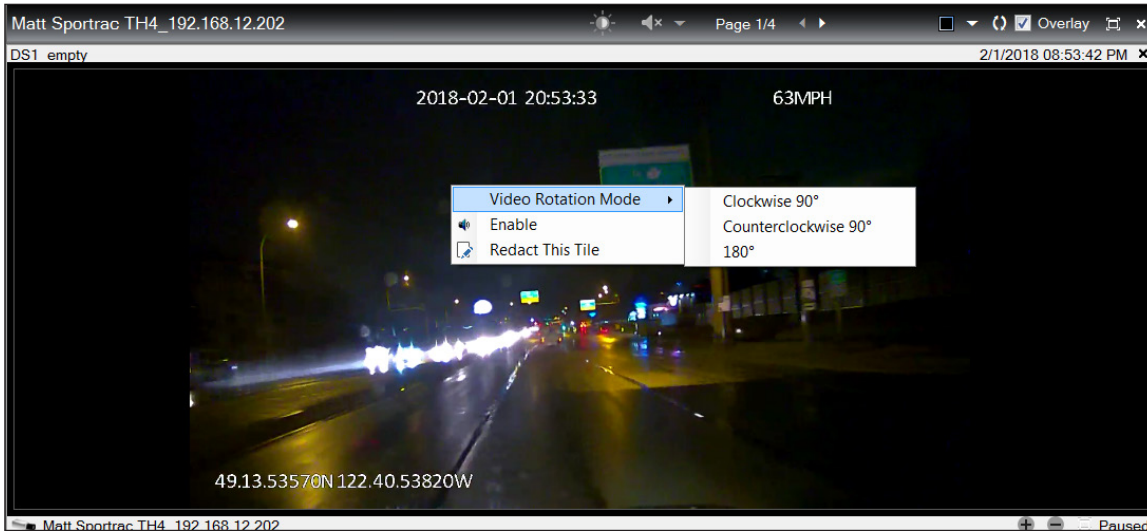 Matt Sportrac TH4_192.168.12.202 Page 1/4 Overlay
DS1 empty 2/1/2018 08:53:42 PM
2018-02-01 20:53:33 63MPH
Video Rotation Mode Clockwise 90°
Enable Counterclockwise 90°
Redact This Tile 180°
49.13.53570N 122.40.53820W
Matt Sportrac TH4_192.168.12.202 Paused